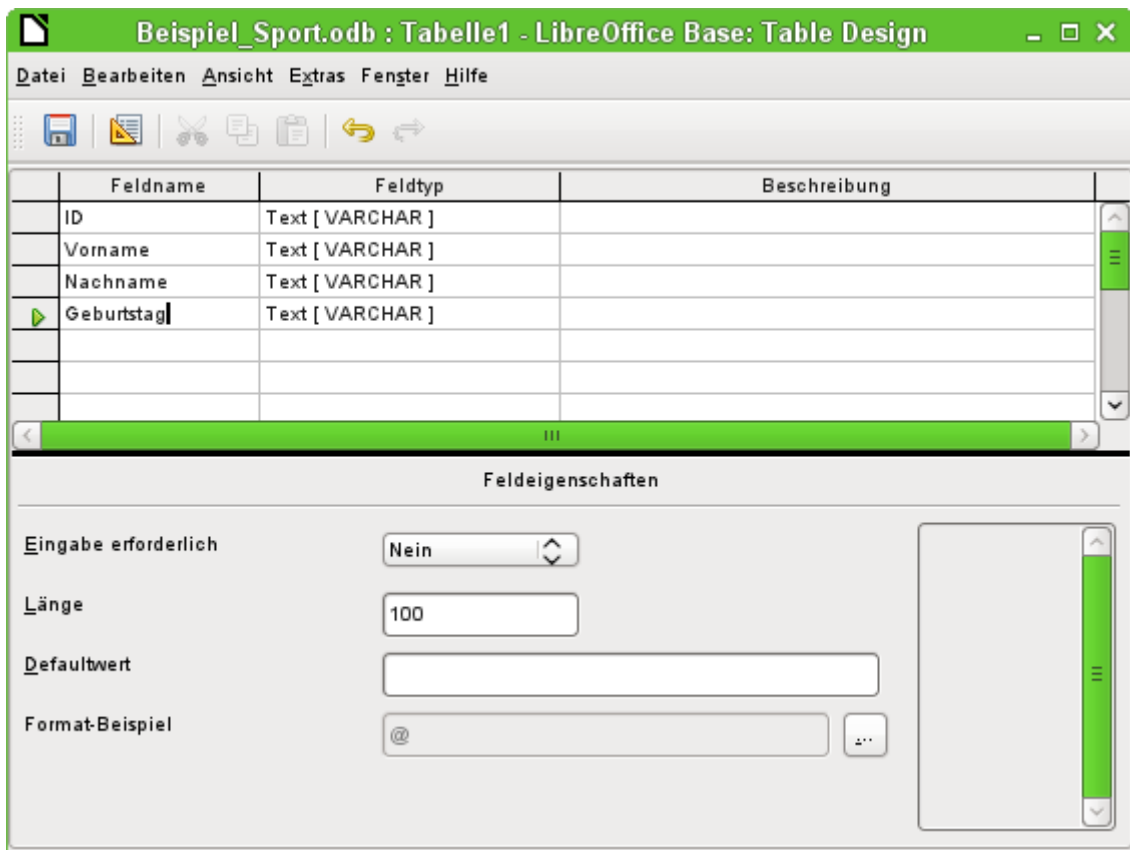 Beispiel_Sport.odb : Tabelle1 - LibreOffice Base: Table Design
Datei Bearbeiten Ansicht Extras Fenster Hilfe
Feldname Feldtyp Beschreibung
ID Text [ VARCHAR ]
Vorname Text [ VARCHAR ]
Nachname Text [ VARCHAR ]
Geburtstag Text [ VARCHAR ]
Feldeigenschaften
Eingabe erforderlich Nein
Länge 100
Defaultwert
Format-Beispiel @ ...